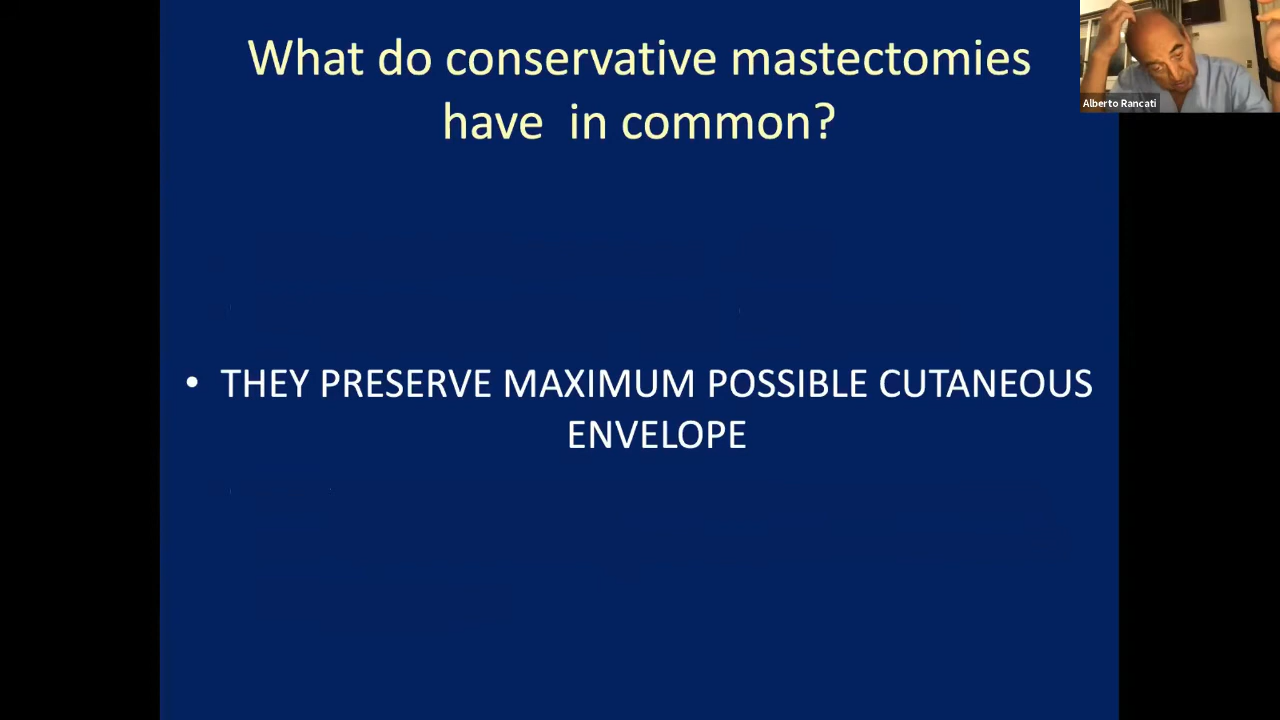 What do conservative mastectomies
have in common?
Alberto Rancati
• THEY PRESERVE MAXIMUM POSSIBLE CUTANEOUS
ENVELOPE